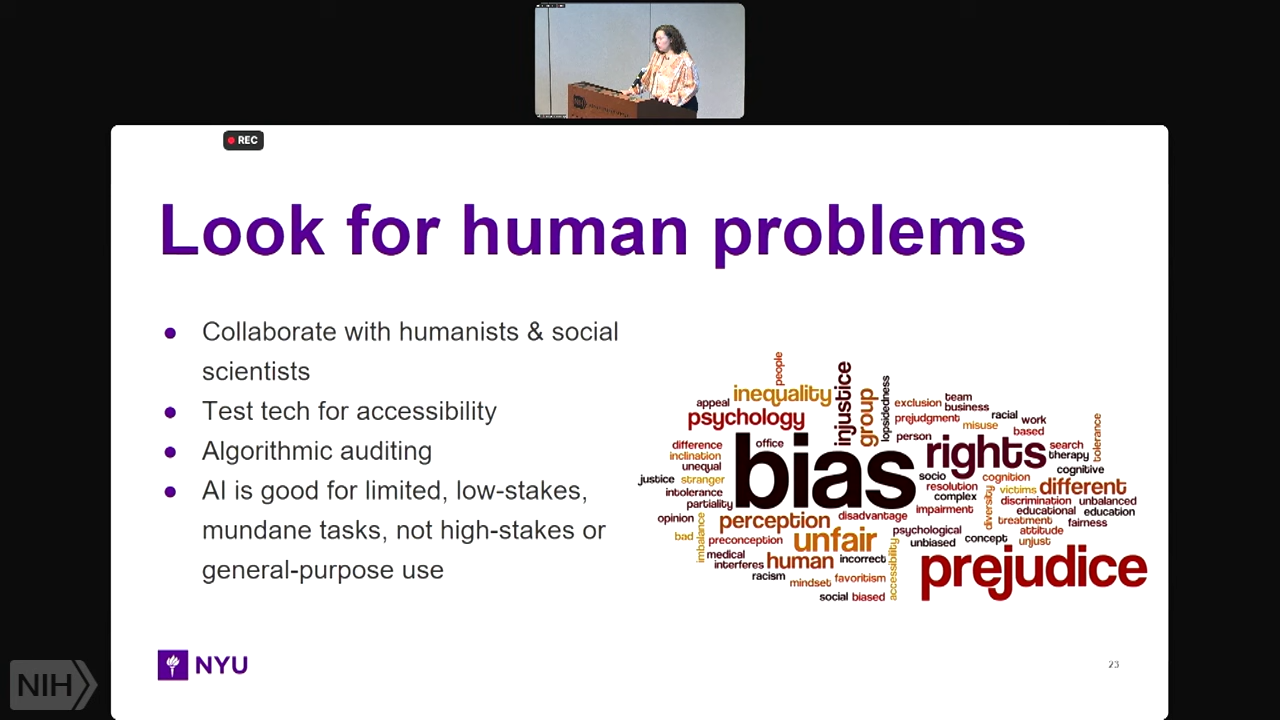 REC
Look for human problems
● Collaborate with humanists & social
scientists
● Test tech for accessibility
● Algorithmic auditing
● AI is good for limited, low-stakes,
mundane tasks, not high-stakes or
general-purpose use
people
inequality
injustice
group
lopsidedness
appeal
psychology
exclusion
team
business
prejudgment
racial
work
misuse
based
tolerance
difference
office
bias
person
rights
search
inclination
therapy
unequal
cognitive
justice
stranger
socio
cognition
intolerance
resolution
victims
different
partiality
complex
diversity
discrimination
unbalanced
impairment
educational
education
opinion
perception
disadvantage
treatment
fairness
imbalance
bad
preconception
unfair
psychological
attitude
unbiased
concept
unjust
medical
interferes
human
incorrect
accessibility
prejudice
racism
mindset
favoritism
social
biased
NYU
23
NIH